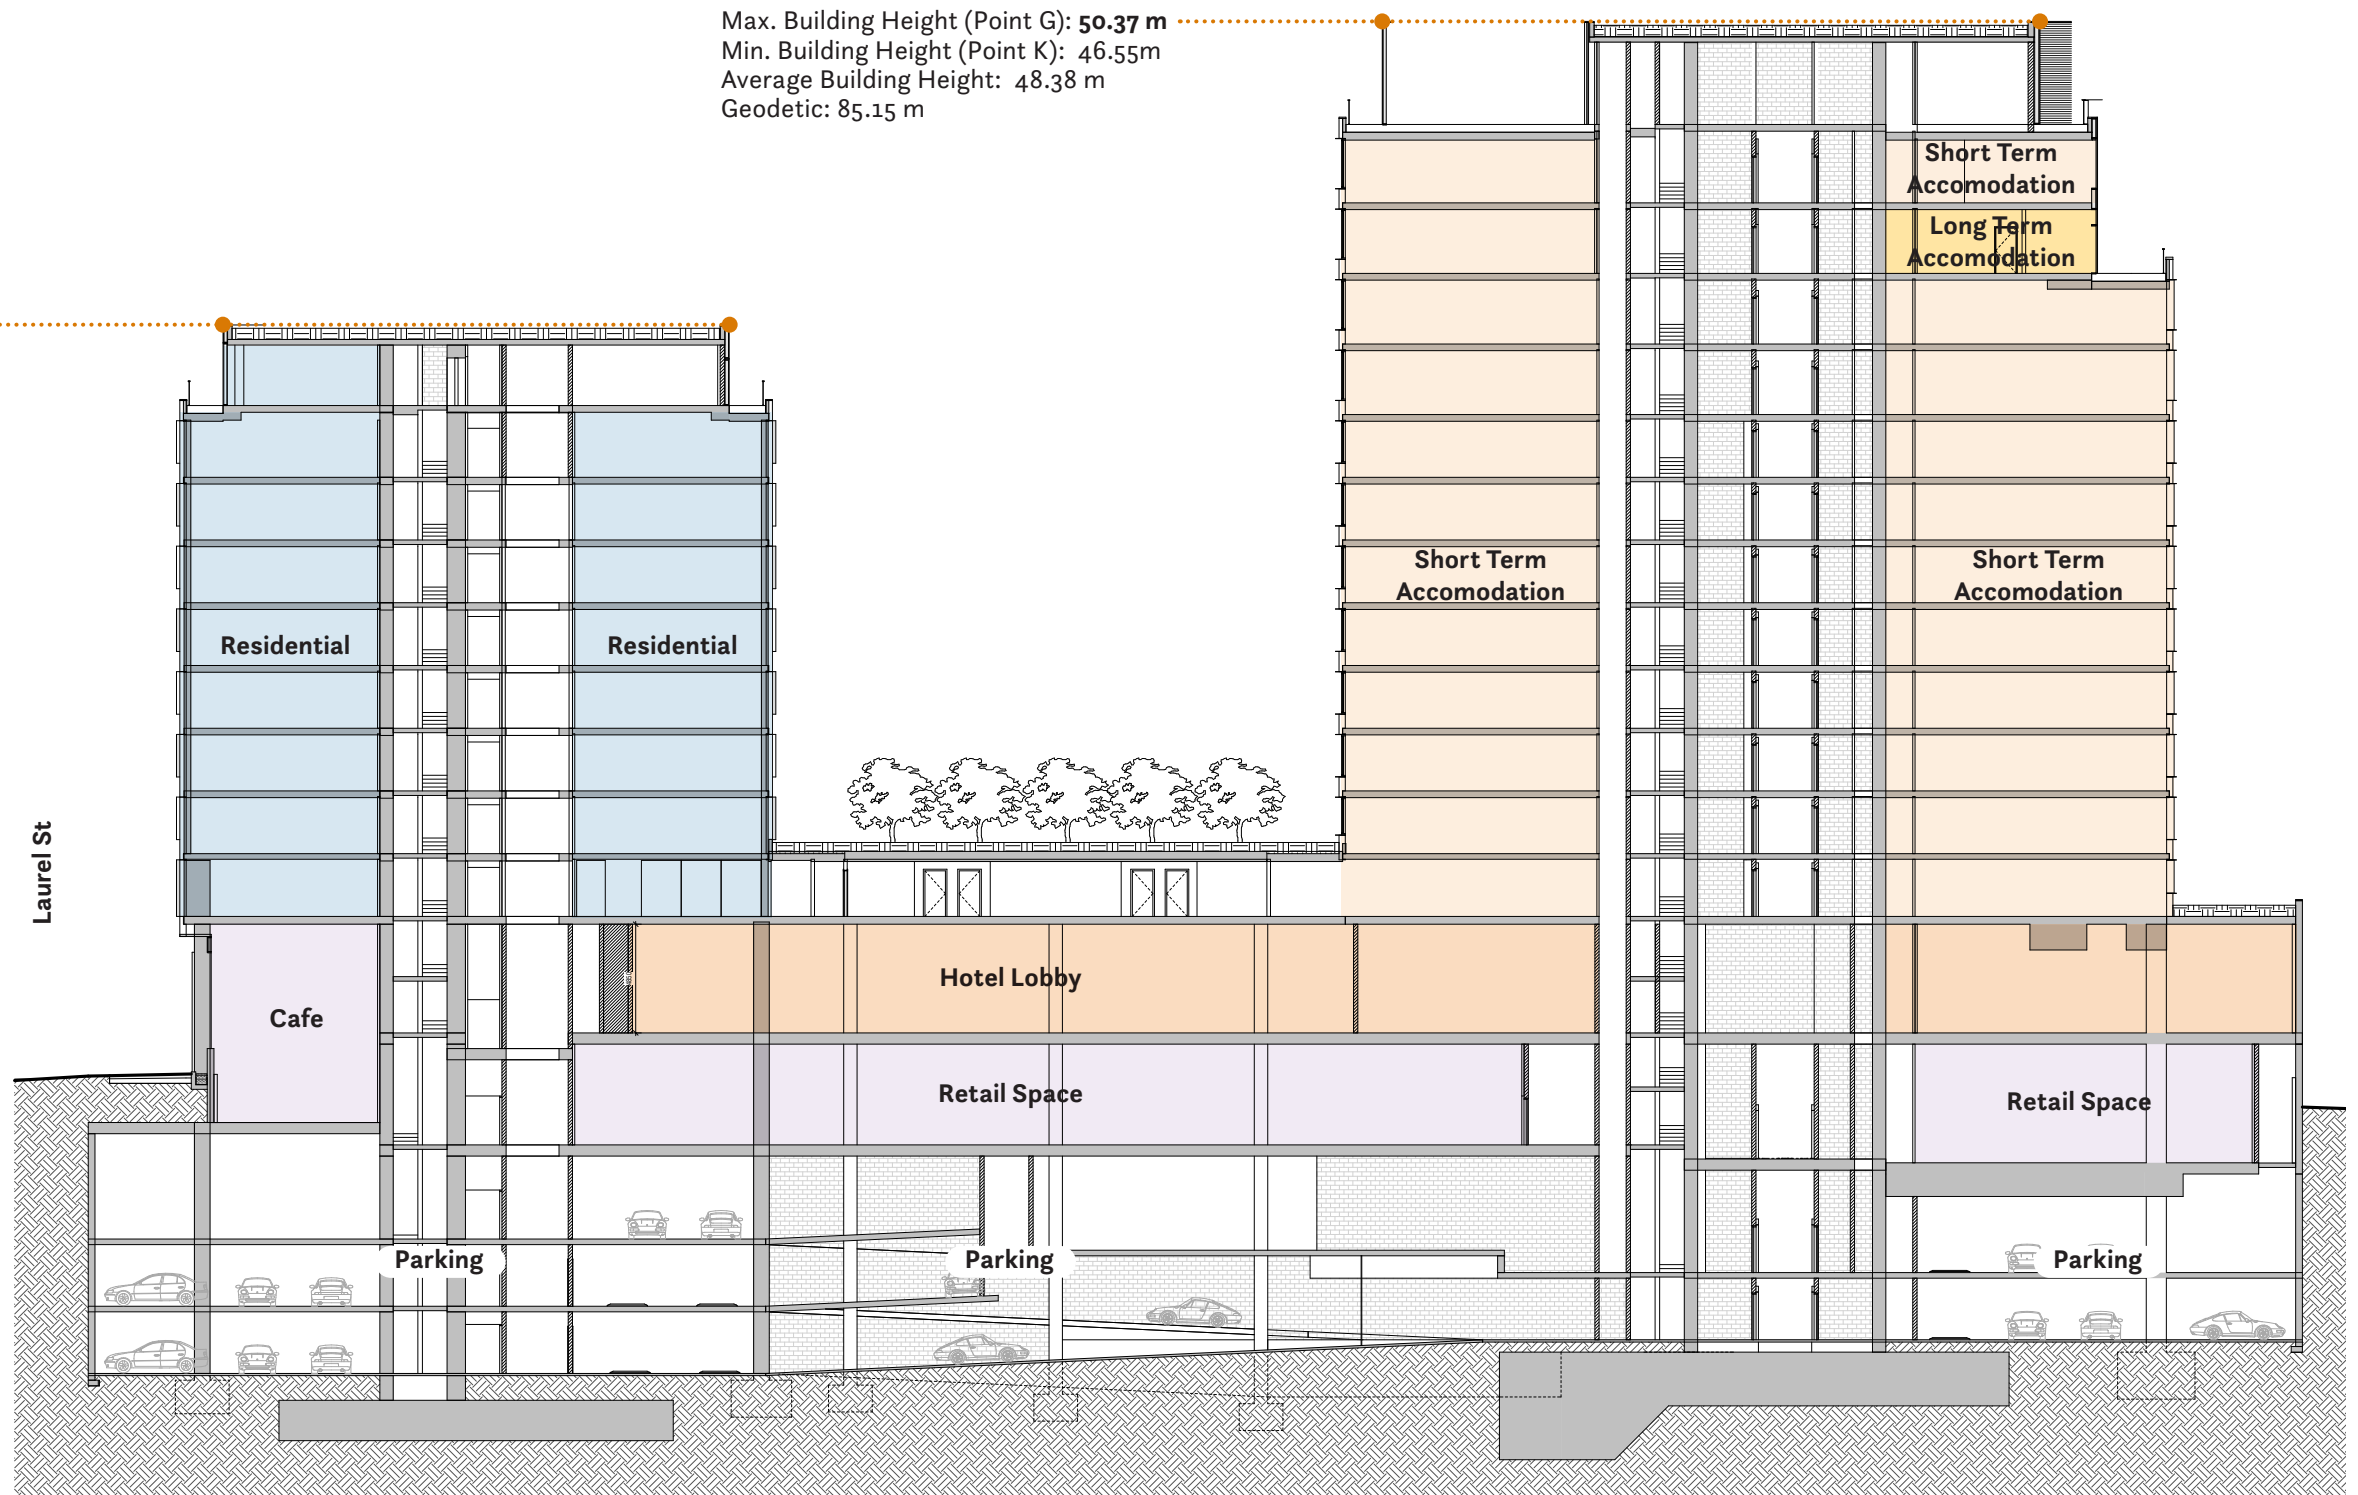 Max. Building Height (Point G): 50.37 m
Min. Building Height (Point K): 46.55m
Average Building Height: 48.38 m
Geodetic: 85.15 m
Short Term
Accomodation
Long Term
Accomodation
Short Term
Accomodation
Short Term
Accomodation
Residential
Residential
Laurel St
Hotel Lobby
Cafe
Retail Space
Retail Space
Parking
Parking
Parking